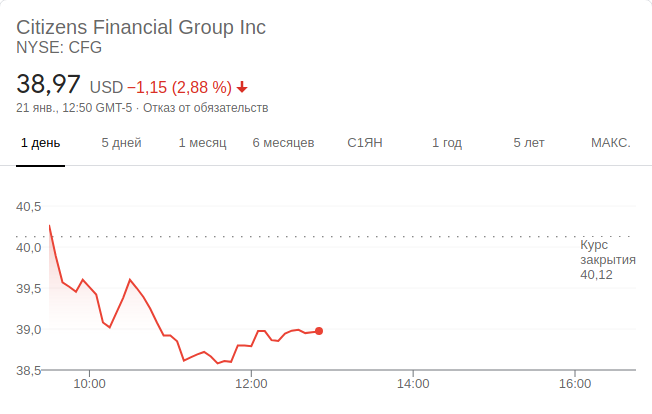 Citizens Financial Group Inc
NYSE: CFG
38,97 USD −1,15 (2,88 %)
21 янв., 12:50 GMT-5 · Отказ от обязательств
1 день 5 дней 1 месяц 6 месяцев С1ЯН 1 год 5 лет МАКС.
40,5
Курс
40,0
закрытия
40,12
39,5
39,0
38,5
10:00 12:00 14:00 16:00